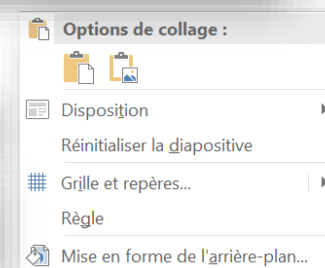 Options de collage :
Disposition
Réinitialiser la diapositive
Grille et repères...
Règle
Mise en forme de l'arrière-plan...